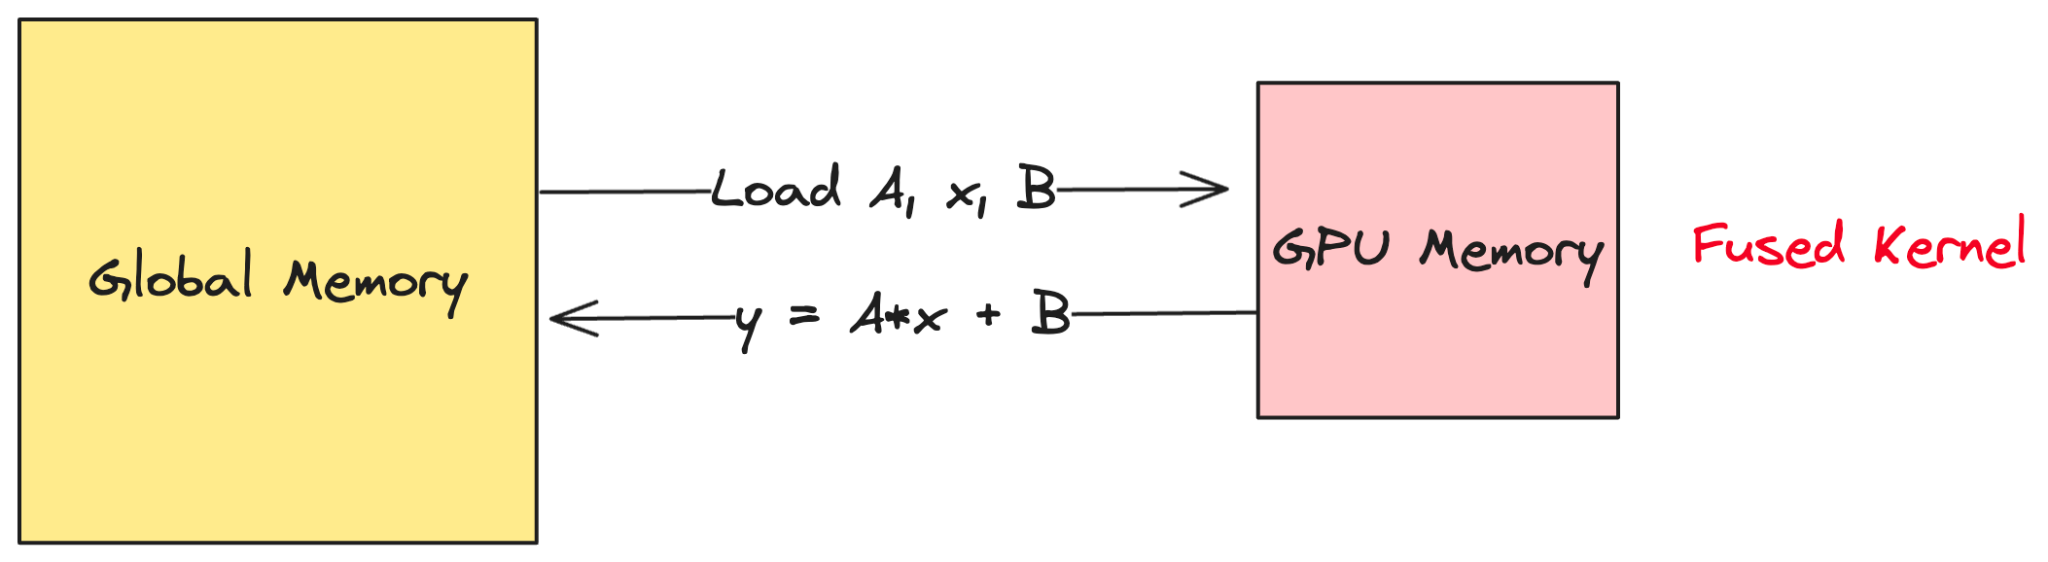 Global Memory
Load A, x, B
y = A*x + B
GPU Memory
Fused Kernel